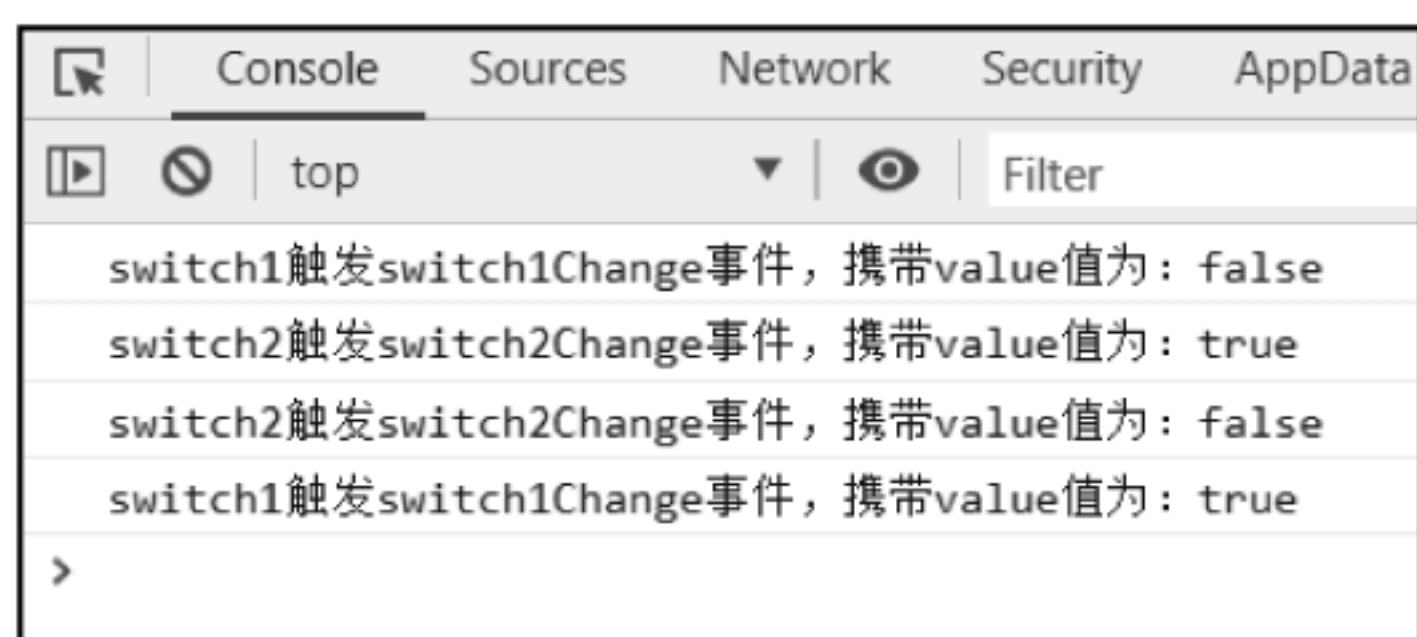 Console Sources Network Security AppData
top Filter
switch1触发switch1Change事件，携带value值为：false
switch2触发switch2Change事件，携带value值为：true
switch2触发switch2Change事件，携带value值为：false
switch1触发switch1Change事件，携带value值为：true